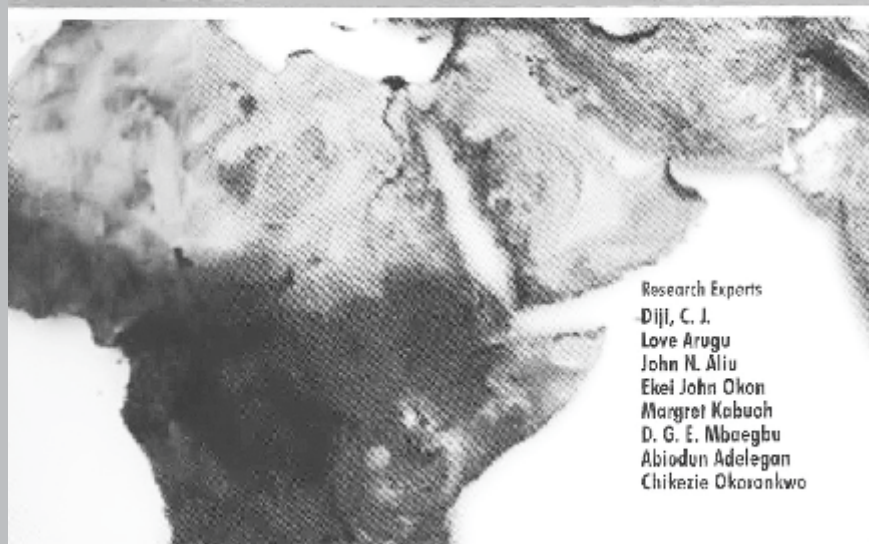 Research Experts
Diji, C. J.
Love Arugu
John N. Aliu
Ekei John Okon
Margret Kabuoh
D. G. E. Mbaegbu
Abiodun Adelegan
Chikezie Okoronkwo